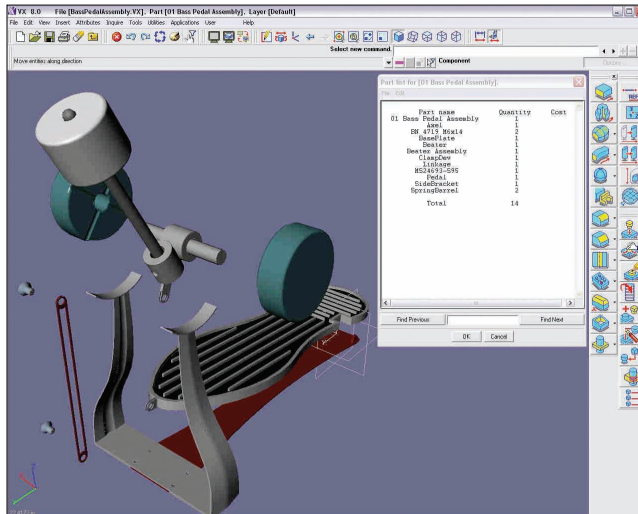 VX 8.0 File [BassPedalAssembly.VX], Part [01 Bass Pedal Assembly], Layer [Default]
File Edit View Insert Attributes Inquire Tools Utilities Applications User Help
Select new command.
Move entities along direction
Component
Part list for [01 Bass Pedal Assembly].
File Edit
Part name Quantity Cost
01 Bass Pedal Assembly 1
Axel 1
BN 4719 M6x14 2
BasePlate 1
Beater 1
Beater Assembly 1
ClampDev 1
Linkage 1
MS24693-S95 1
Pedal 1
SideBracket 1
SpringBarrel 2
Total 14
Find Previous Find Next
OK Cancel